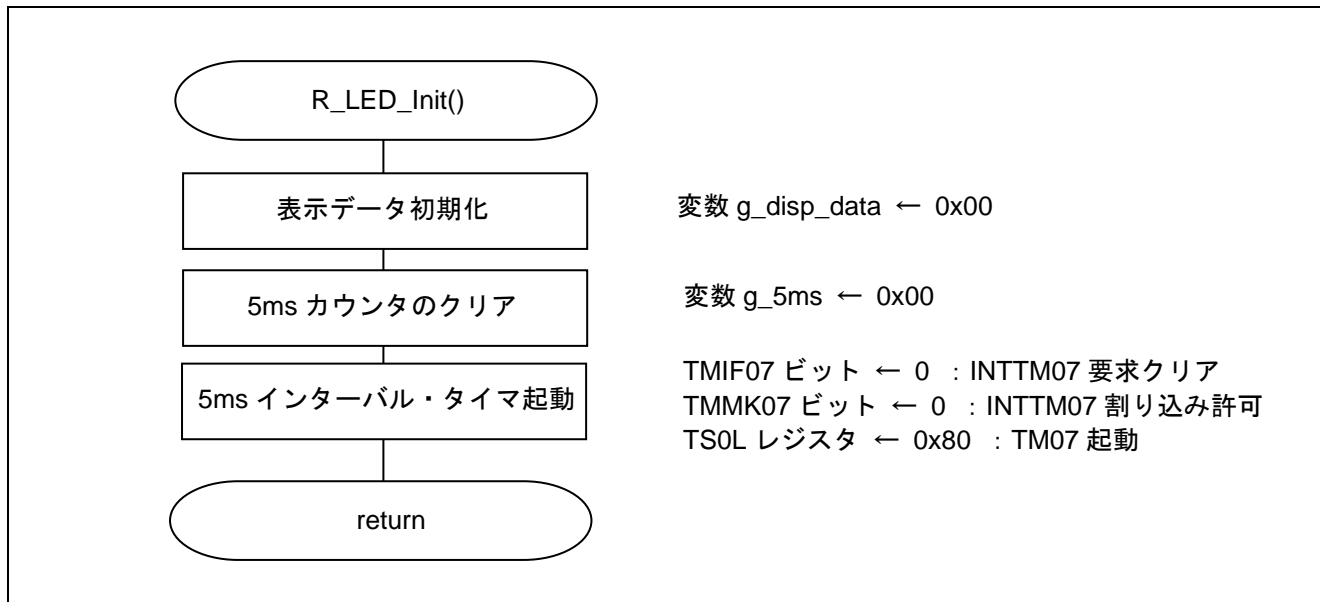 R_LED_Init()
表示データ初期化
変数 g_disp_data ← 0x00
5ms カウンタのクリア
変数 g_5ms ← 0x00
5ms インターバル・タイマ起動
TMIF07 ビット ← 0 : INTTM07 要求クリア
TMMK07 ビット ← 0 : INTTM07 割り込み許可
TS0L レジスタ ← 0x80 : TM07 起動
return